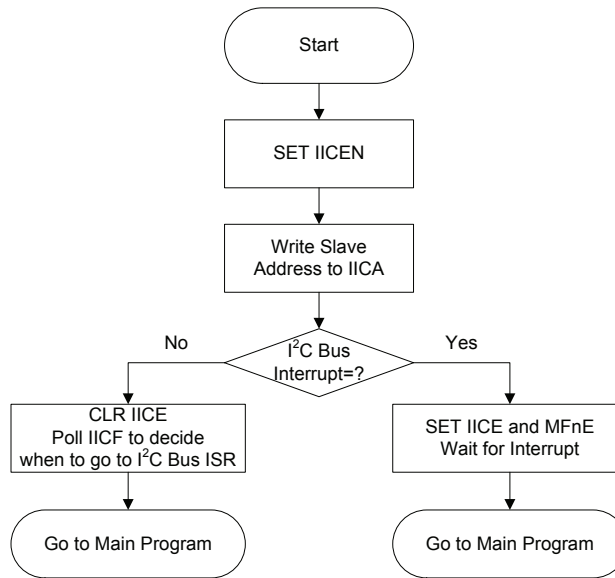 Start
SET IICEN
Write Slave
Address to IICA
I²C Bus
Interrupt=?
No
Yes
CLR IICE
Poll IICF to decide
when to go to I²C Bus ISR
SET IICE and MFnE
Wait for Interrupt
Go to Main Program
Go to Main Program